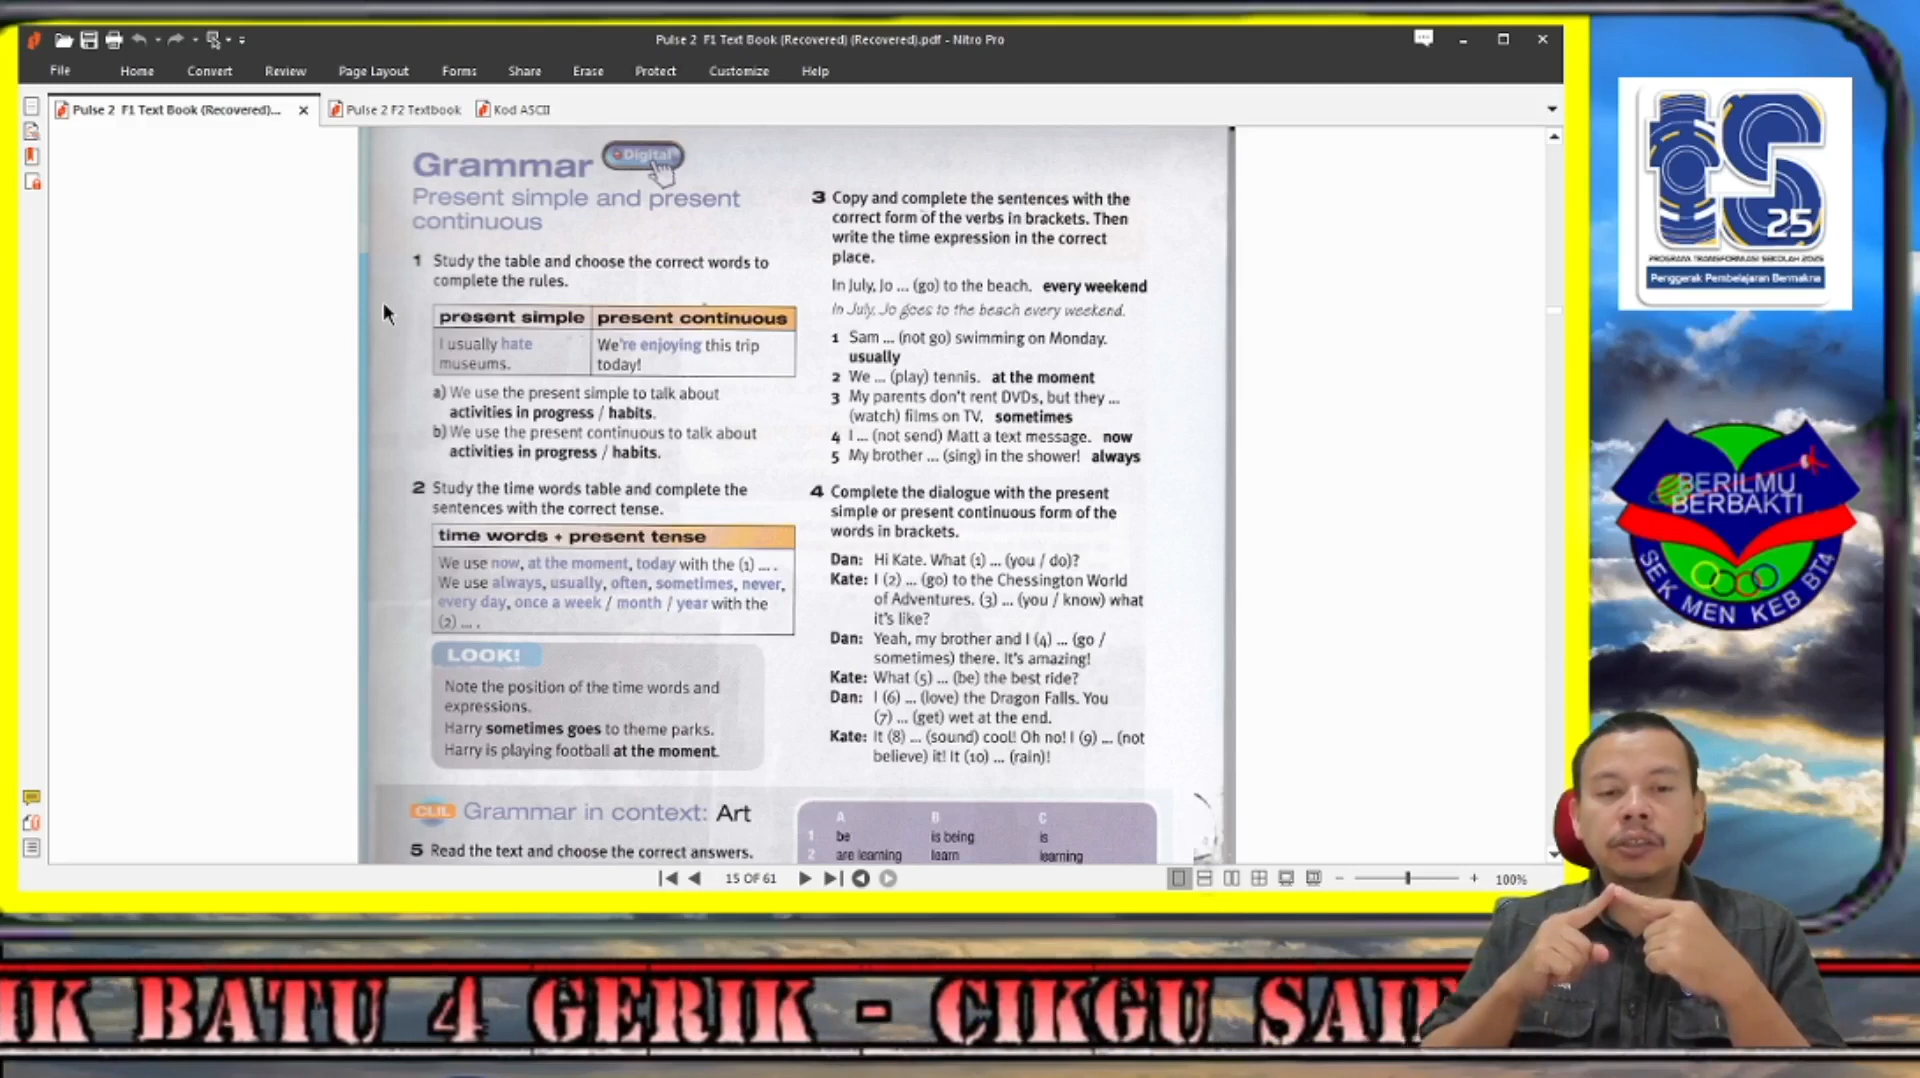 Pulse 2 F1 Text Book (Recovered) (Recovered).pdf - Nitro Pro
File Home Convert Review Page Layout Forms Share Erase Protect Customize Help
Pulse 2 F1 Text Book (Recovered)... Pulse 2 F2 Textbook Kod ASCII
Grammar
Digital
Present simple and present
continuous
1 Study the table and choose the correct words to
complete the rules.
present simple present continuous
I usually hate We're enjoying this trip
museums. today!
a) We use the present simple to talk about
activities in progress / habits.
b) We use the present continuous to talk about
activities in progress / habits.
2 Study the time words table and complete the
sentences with the correct tense.
time words + present tense
We use now, at the moment, today with the (1) ... .
We use always, usually, often, sometimes, never,
every day, once a week / month / year with the
(2) ... .
LOOK!
Note the position of the time words and
expressions.
Harry sometimes goes to theme parks.
Harry is playing football at the moment.
3 Copy and complete the sentences with the
correct form of the verbs in brackets. Then
write the time expression in the correct
place.
In July, Jo ... (go) to the beach. every weekend
In July, Jo goes to the beach every weekend.
1 Sam ... (not go) swimming on Monday.
usually
2 We ... (play) tennis. at the moment
3 My parents don't rent DVDs, but they ...
(watch) films on TV. sometimes
4 I ... (not send) Matt a text message. now
5 My brother ... (sing) in the shower! always
4 Complete the dialogue with the present
simple or present continuous form of the
words in brackets.
Dan: Hi Kate. What (1) ... (you / do)?
Kate: I (2) ... (go) to the Chessington World
of Adventures. (3) ... (you / know) what
it's like?
Dan: Yeah, my brother and I (4) ... (go /
sometimes) there. It's amazing!
Kate: What (5) ... (be) the best ride?
Dan: I (6) ... (love) the Dragon Falls. You
(7) ... (get) wet at the end.
Kate: It (8) ... (sound) cool! Oh no! I (9) ... (not
believe) it! It (10) ... (rain)!
CLIL Grammar in context: Art
5 Read the text and choose the correct answers.
A B C
1 be is being is
2 are learning learn learning
15 OF 61
100%
tS
25
PROGRAM TRANSFORMASI SEKOLAH 2025
Penggerak Pembelajaran Bermakna
BERILMU
BERBAKTI
SEK MEN KEB BT4
IK BATU 4 GERIK - CIKGU SAI